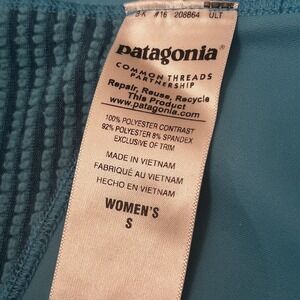 #16 208864 ULT
patagonia®
COMMON THREADS
PARTNERSHIP
Repair, Reuse, Recycle
This Product
www.patagonia.com
100% POLYESTER CONTRAST
92% POLYESTER 8% SPANDEX
EXCLUSIVE OF TRIM
MADE IN VIETNAM
FABRIQUÉ AU VIETNAM
HECHO EN VIETNAM
WOMEN'S
S